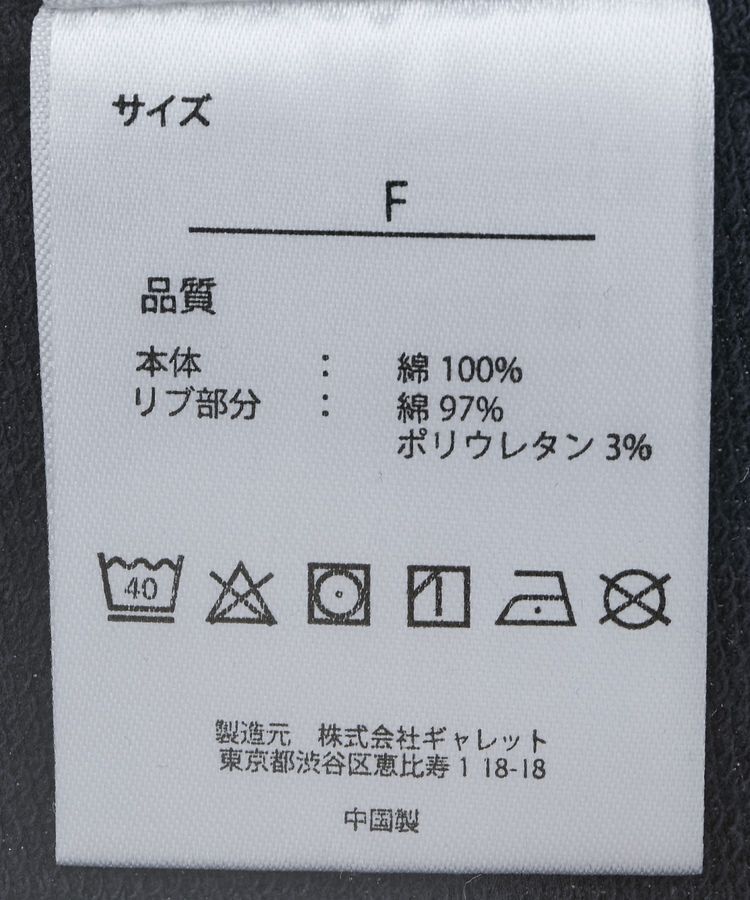 サイズ
F
品質
本体 : 綿 100%
リブ部分 : 綿 97%
ポリウレタン 3%
40
製造元 株式会社ギャレット
東京都渋谷区恵比寿 1 18-18
中国製